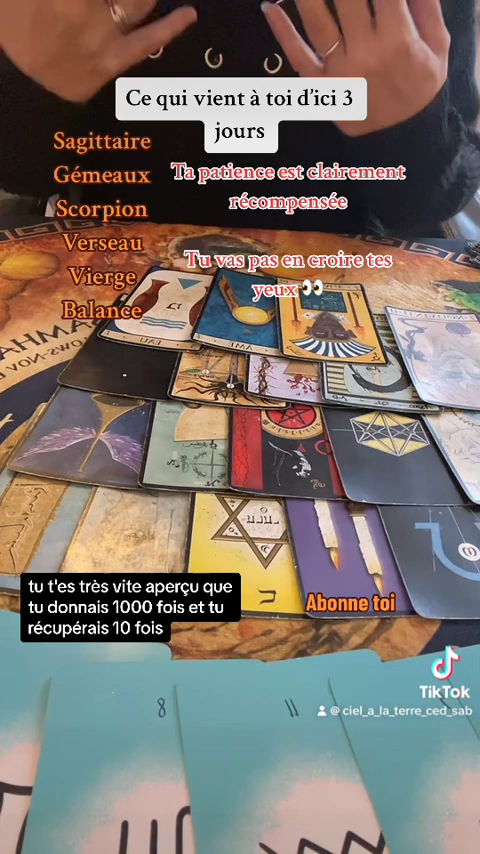 Ce qui vient à toi d'ici 3
jours
Sagittaire
Gémeaux
Scorpion
Verseau
Vierge
Balance
Ta patience est clairement
récompensée
Tu vas pas en croire tes
yeux 👀
tu t'es très vite aperçu que
tu donnais 1000 fois et tu
récupérais 10 fois
Abonne toi
TikTok
@ciel_a_la_terre_ced_sab
8
11